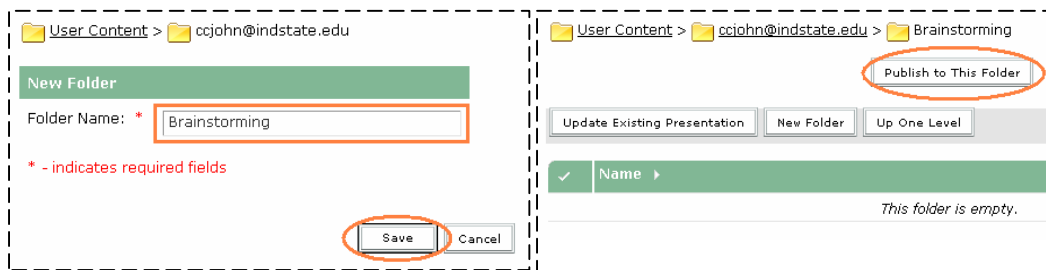 User Content > ccjohn@indstate.edu
New Folder
Folder Name: * Brainstorming
* - indicates required fields
Save Cancel
User Content > ccjohn@indstate.edu > Brainstorming
Publish to This Folder
Update Existing Presentation New Folder Up One Level
Name
This folder is empty.